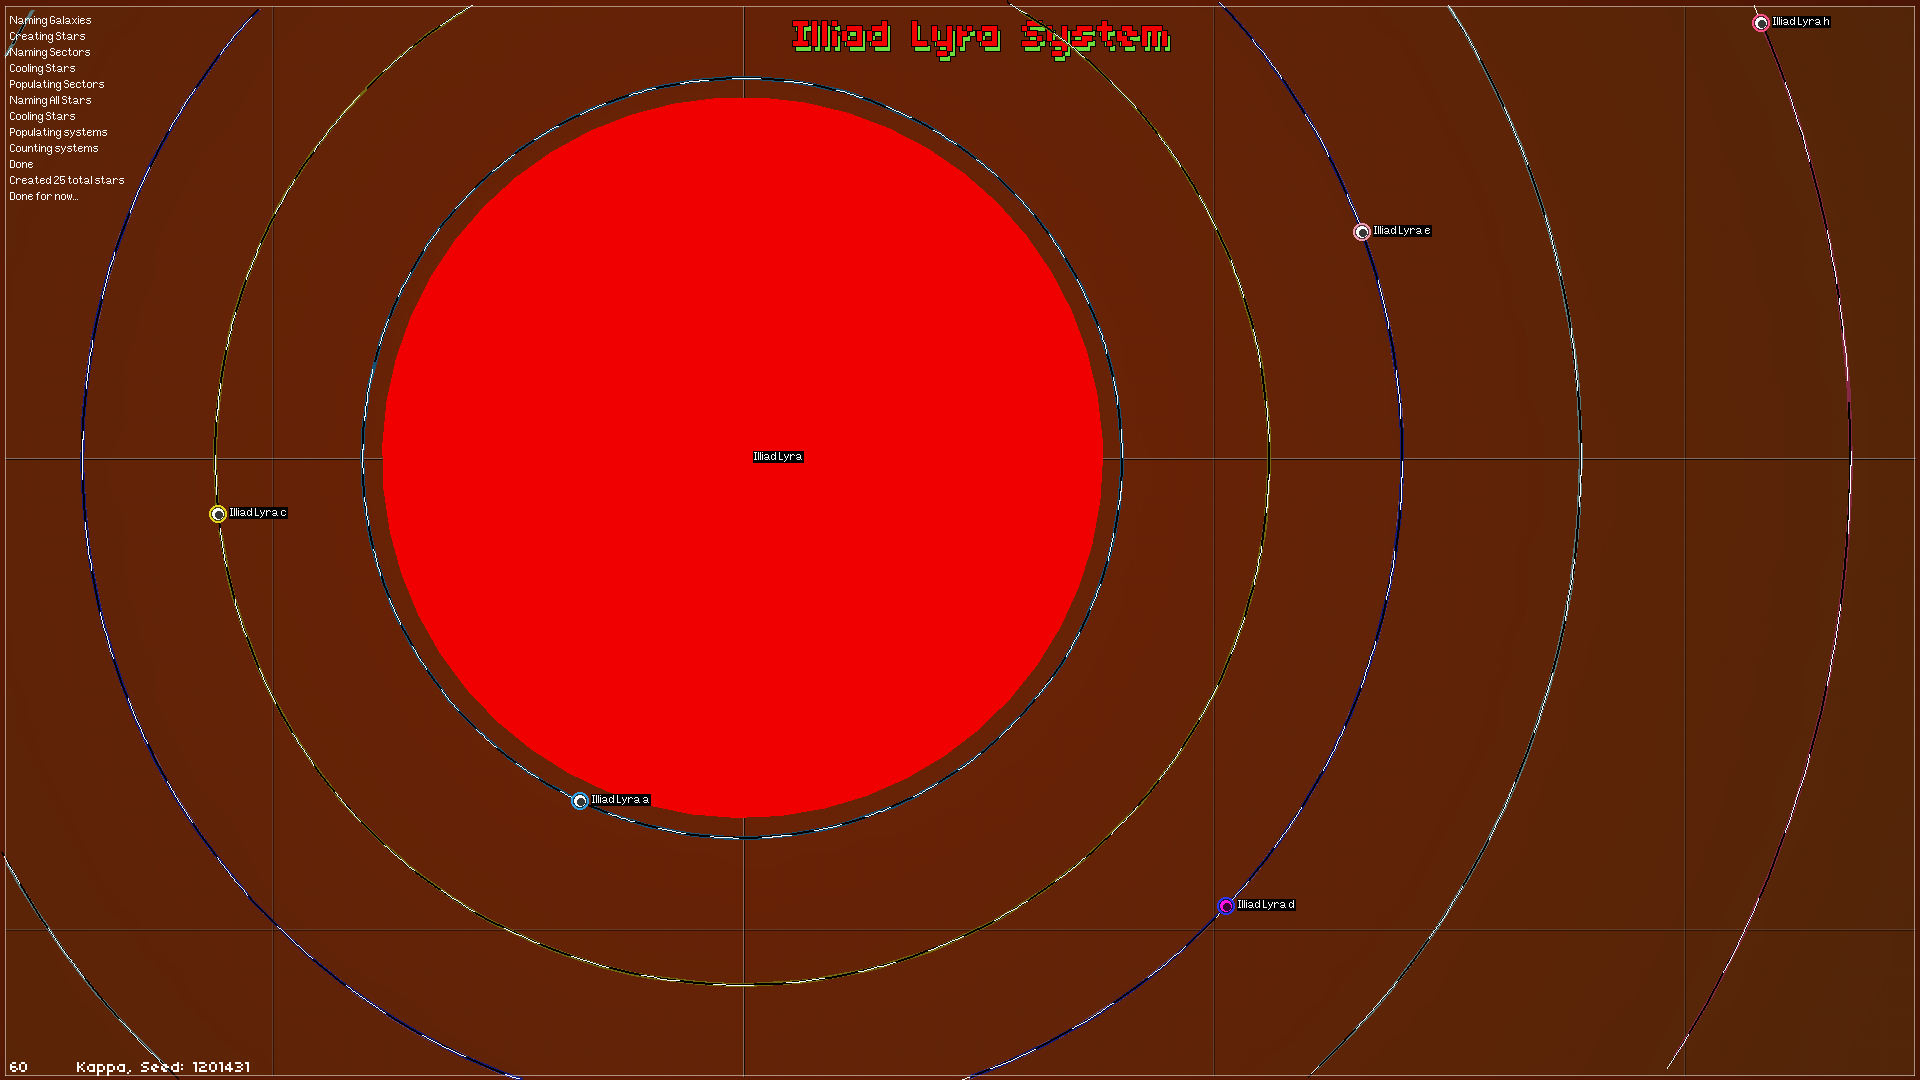 Naming Galaxies
Creating Stars
Naming Sectors
Cooling Stars
Populating Sectors
Naming All Stars
Cooling Stars
Populating systems
Counting systems
Done
Created 25 total stars
Done for now...
Illiad Lyra System
Illiad Lyra h
Illiad Lyra e
Illiad Lyra
Illiad Lyra c
Illiad Lyra a
Illiad Lyra d
60 Kappa, Seed: 1201431